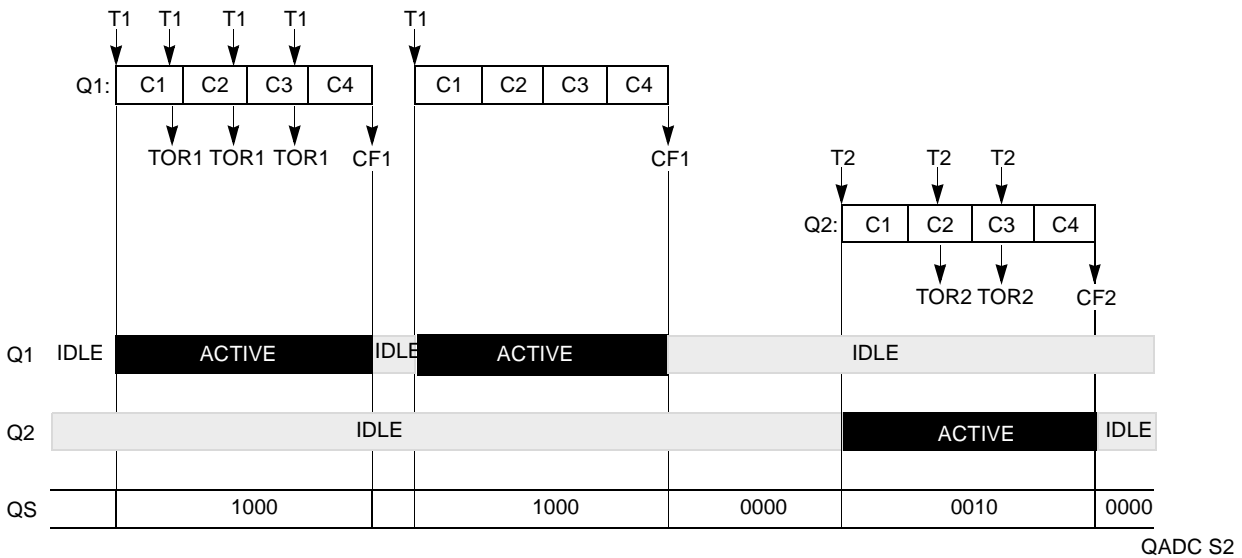 T1 T1 T1 T1 T1
Q1: C1 C2 C3 C4 C1 C2 C3 C4
TOR1 TOR1 TOR1 CF1 CF1 T2 T2 T2
Q2: C1 C2 C3 C4
TOR2 TOR2 CF2
Q1 IDLE ACTIVE IDLE ACTIVE IDLE
Q2 IDLE ACTIVE IDLE
QS 1000 1000 0000 0010 0000
QADC S2